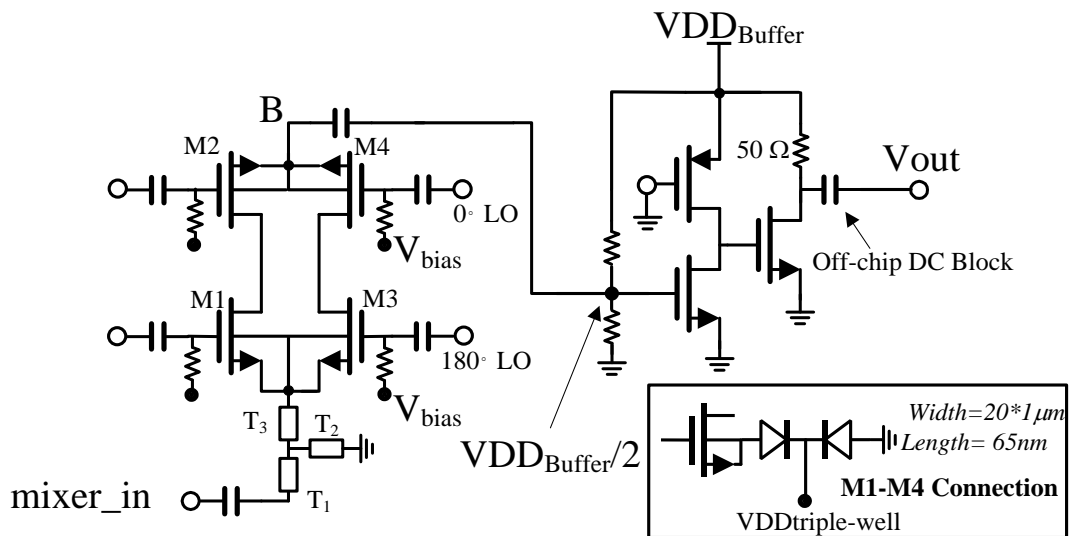 VDDBuffer
B
M2
M4
50 Ω
Vout
0° LO
Vbias
Off-chip DC Block
M1
M3
180° LO
Vbias
T3
T2
VDDBuffer/2
T1
mixer_in
Width=20*1μm
Length= 65nm
M1-M4 Connection
VDDtriple-well